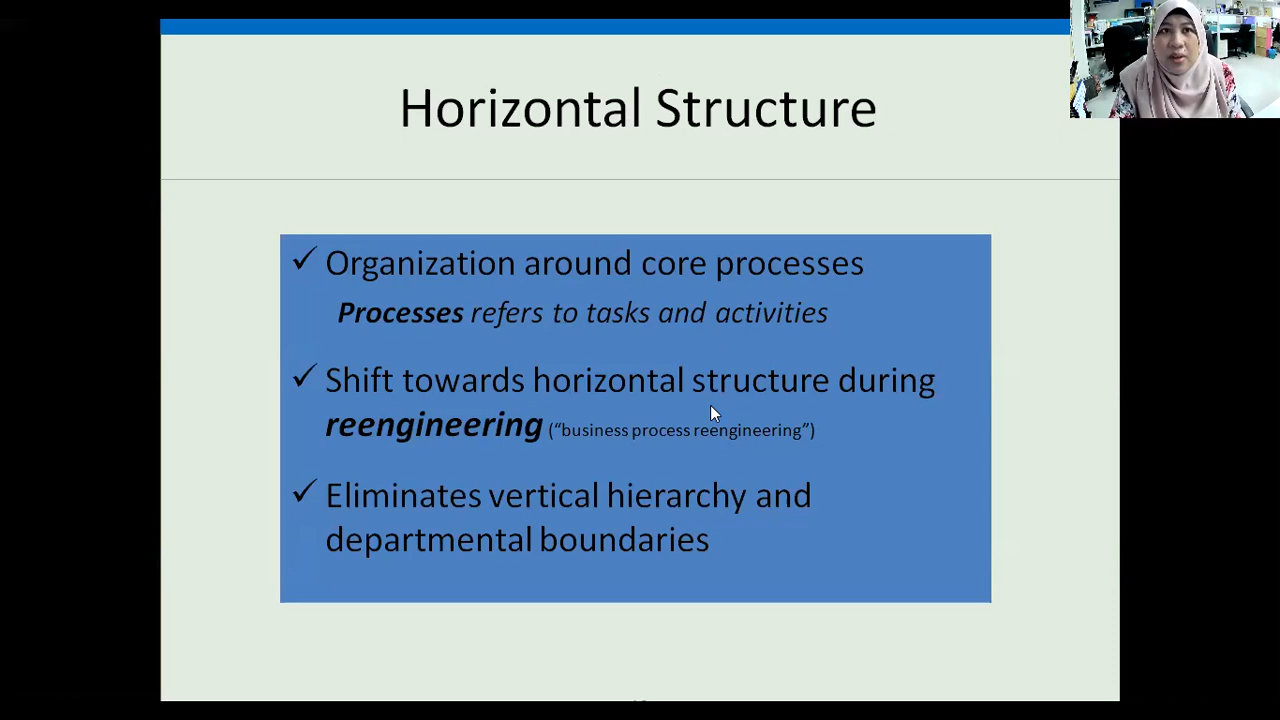 Horizontal Structure
Organization around core processes
Processes refers to tasks and activities
Shift towards horizontal structure during
reengineering (“business process reengineering”)
Eliminates vertical hierarchy and
departmental boundaries